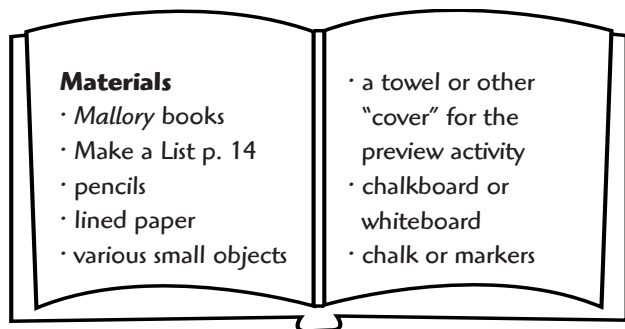 Materials
· Mallory books
· Make a List p. 14
· pencils
· lined paper
· various small objects
· a towel or other
“cover” for the
preview activity
· chalkboard or
whiteboard
· chalk or markers